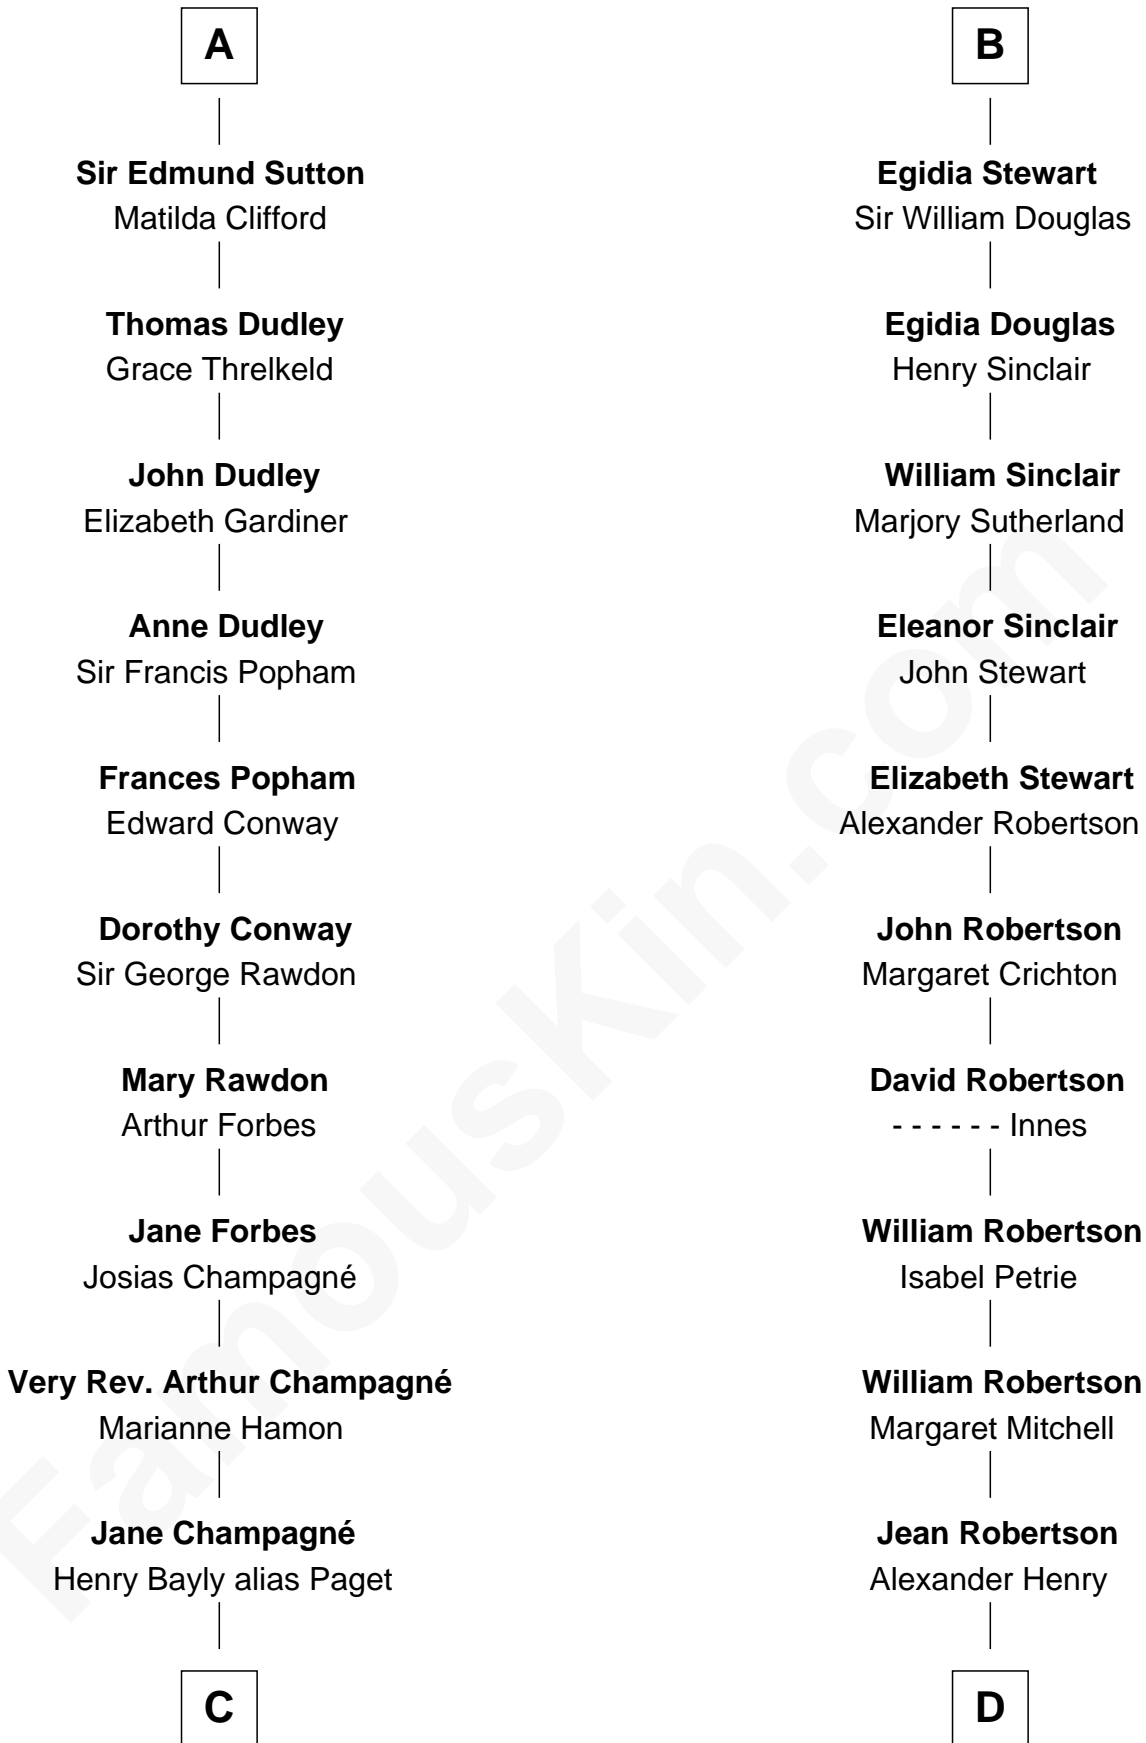 A
Sir Edmund Sutton
Matilda Clifford
Thomas Dudley
Grace Threlkeld
John Dudley
Elizabeth Gardiner
Anne Dudley
Sir Francis Popham
Frances Popham
Edward Conway
Dorothy Conway
Sir George Rawdon
Mary Rawdon
Arthur Forbes
Jane Forbes
Josias Champagné
Very Rev. Arthur Champagné
Marianne Hamon
Jane Champagné
Henry Bayly alias Paget
C
B
Egidia Stewart
Sir William Douglas
Egidia Douglas
Henry Sinclair
William Sinclair
Marjory Sutherland
Eleanor Sinclair
John Stewart
Elizabeth Stewart
Alexander Robertson
John Robertson
Margaret Crichton
David Robertson
- - - - - - Innes
William Robertson
Isabel Petrie
William Robertson
Margaret Mitchell
Jean Robertson
Alexander Henry
D
FamousKin.com